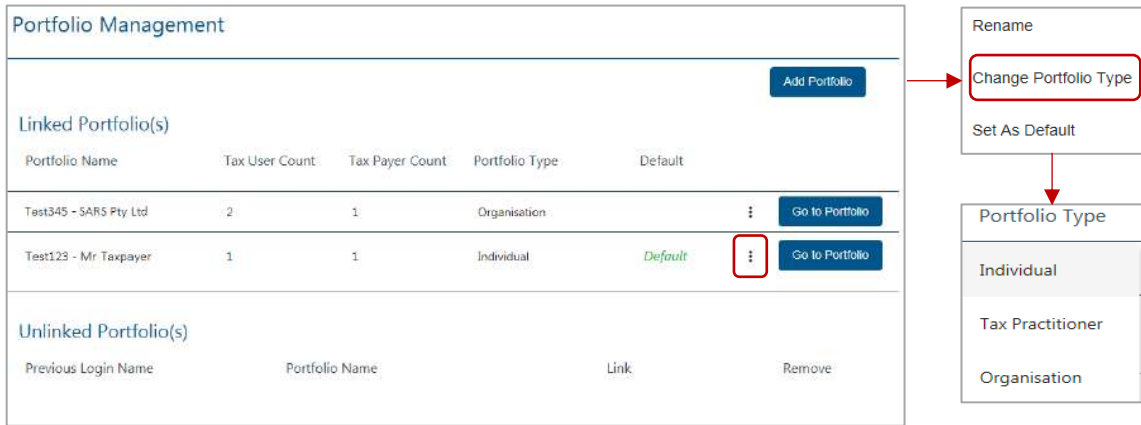 Portfolio Management
Add Portfolio
Linked Portfolio(s)
Portfolio Name Tax User Count Tax Payer Count Portfolio Type Default
Test345 - SARS Pty Ltd 2 1 Organisation Go to Portfolio
Test123 - Mr Taxpayer 1 1 Individual Default Go to Portfolio
Unlinked Portfolio(s)
Previous Login Name Portfolio Name Link Remove
Rename
Change Portfolio Type
Set As Default
Portfolio Type
Individual
Tax Practitioner
Organisation